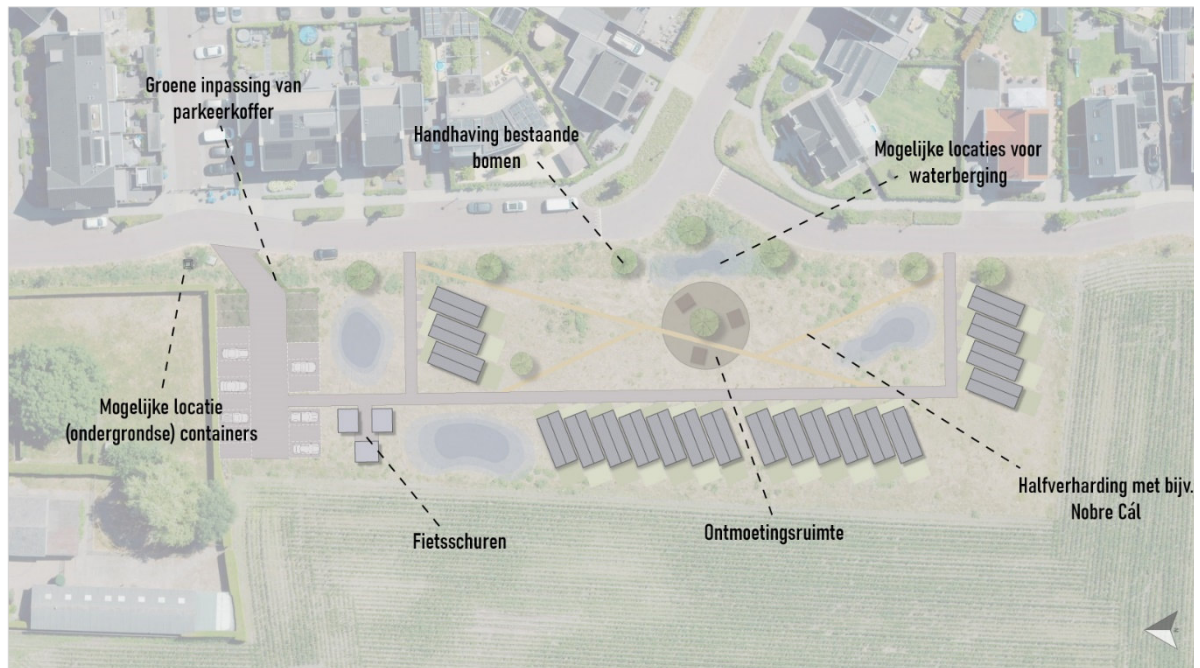 Groene inpassing van
parkeerkoffer
Handhaving bestaande
bomen
Mogelijke locaties voor
waterberging
Mogelijke locatie
(ondergrondse) containers
Fietsschuren
Ontmoetingsruimte
Halfverharding met bijv.
Nobre Cál